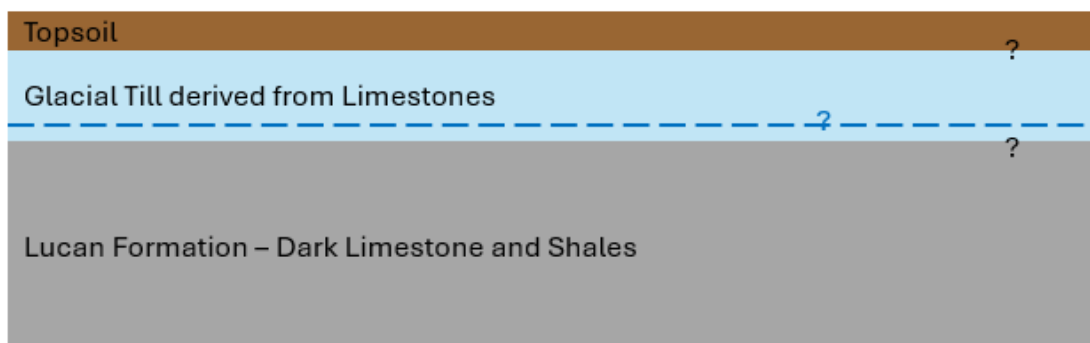 Topsoil
?
Glacial Till derived from Limestones
?
?
Lucan Formation – Dark Limestone and Shales